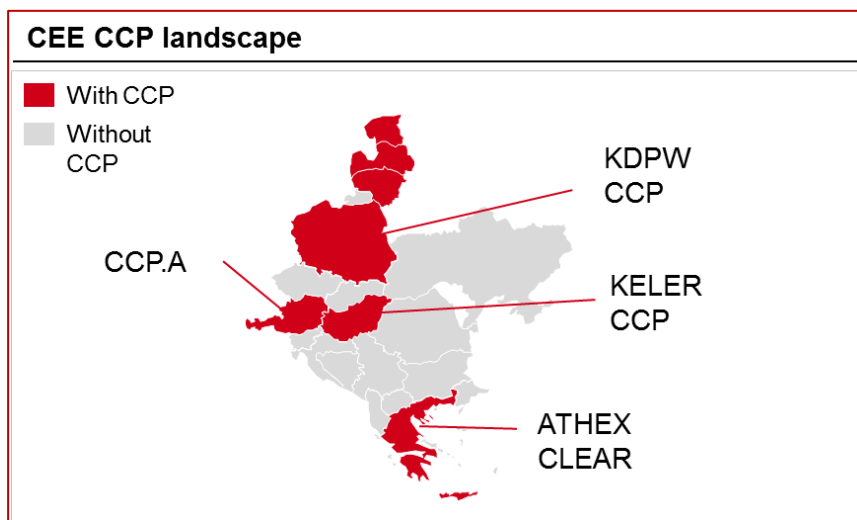 CEE CCP landscape
With CCP
Without
CCP
KDPW
CCP
CCP.A
KELER
CCP
ATHEX
CLEAR